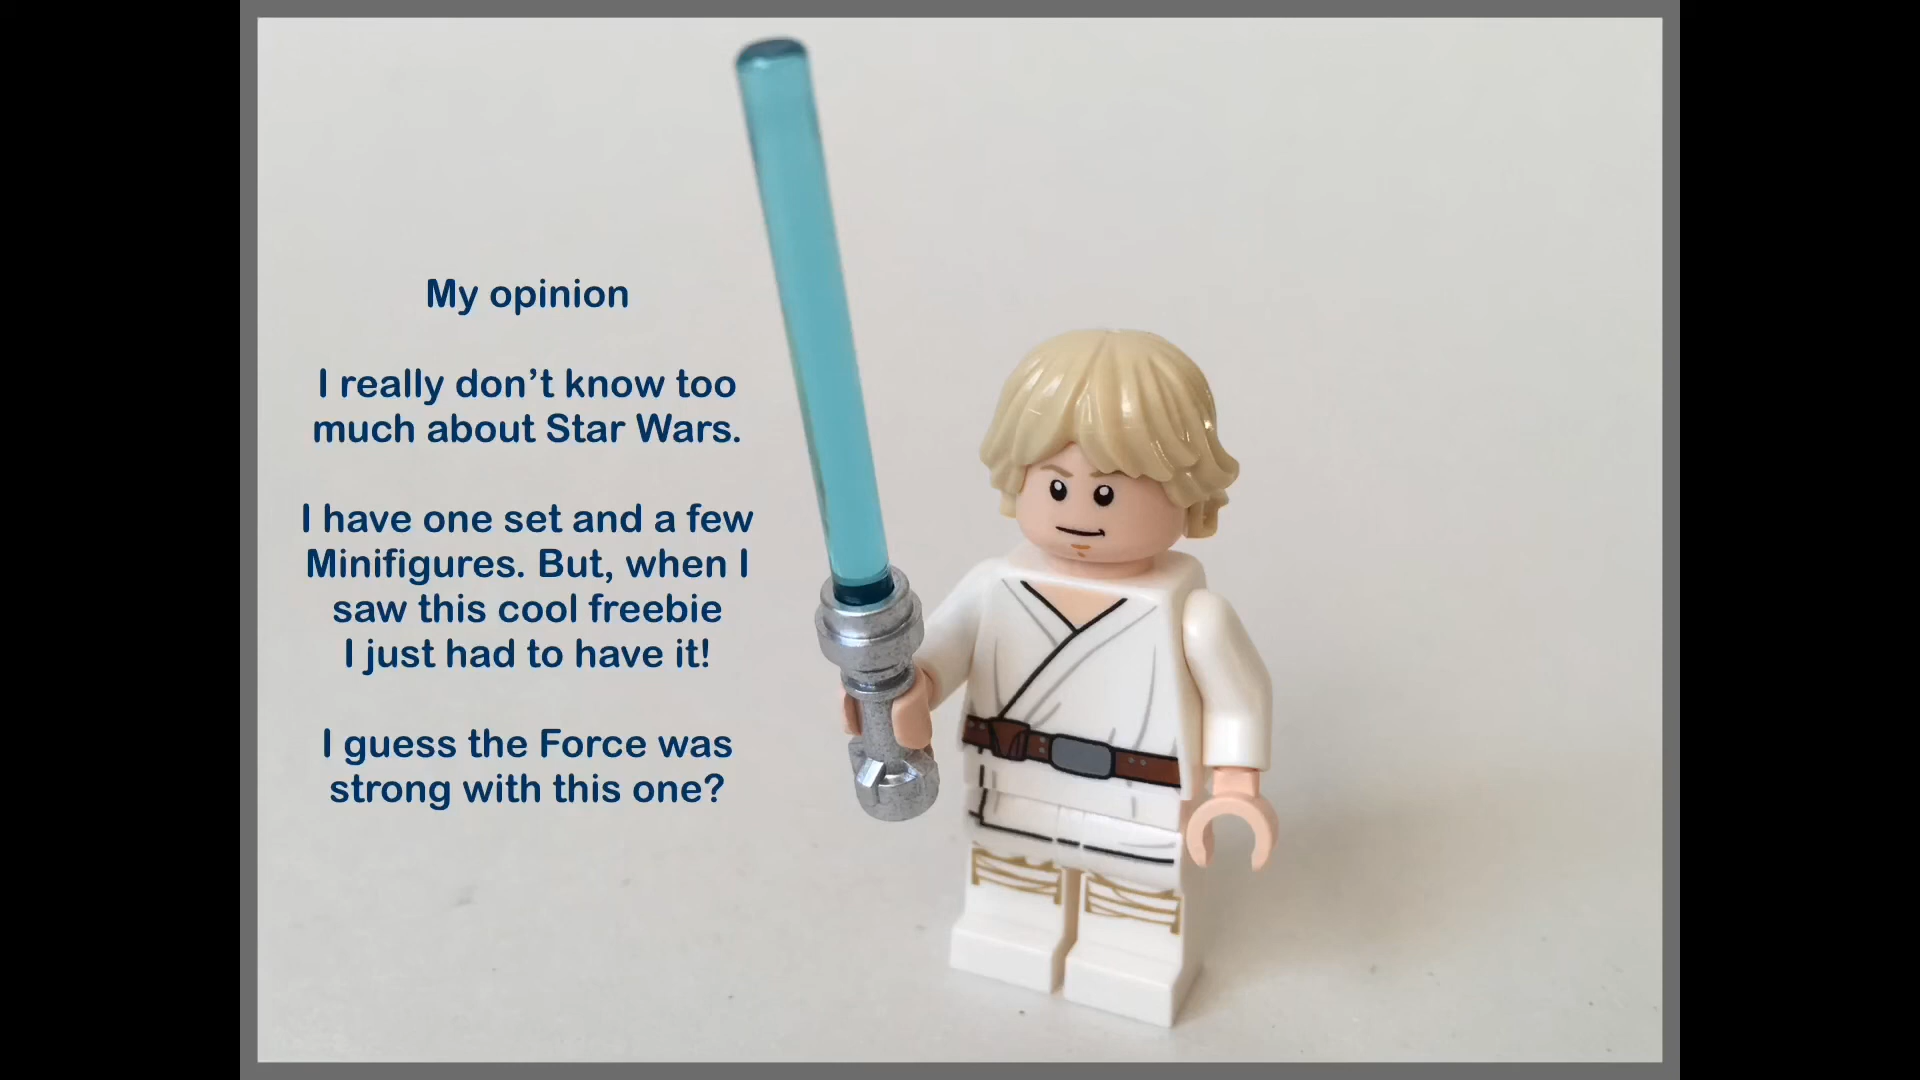 My opinion
I really don’t know too
much about Star Wars.
I have one set and a few
Minifigures. But, when I
saw this cool freebie
I just had to have it!
I guess the Force was
strong with this one?